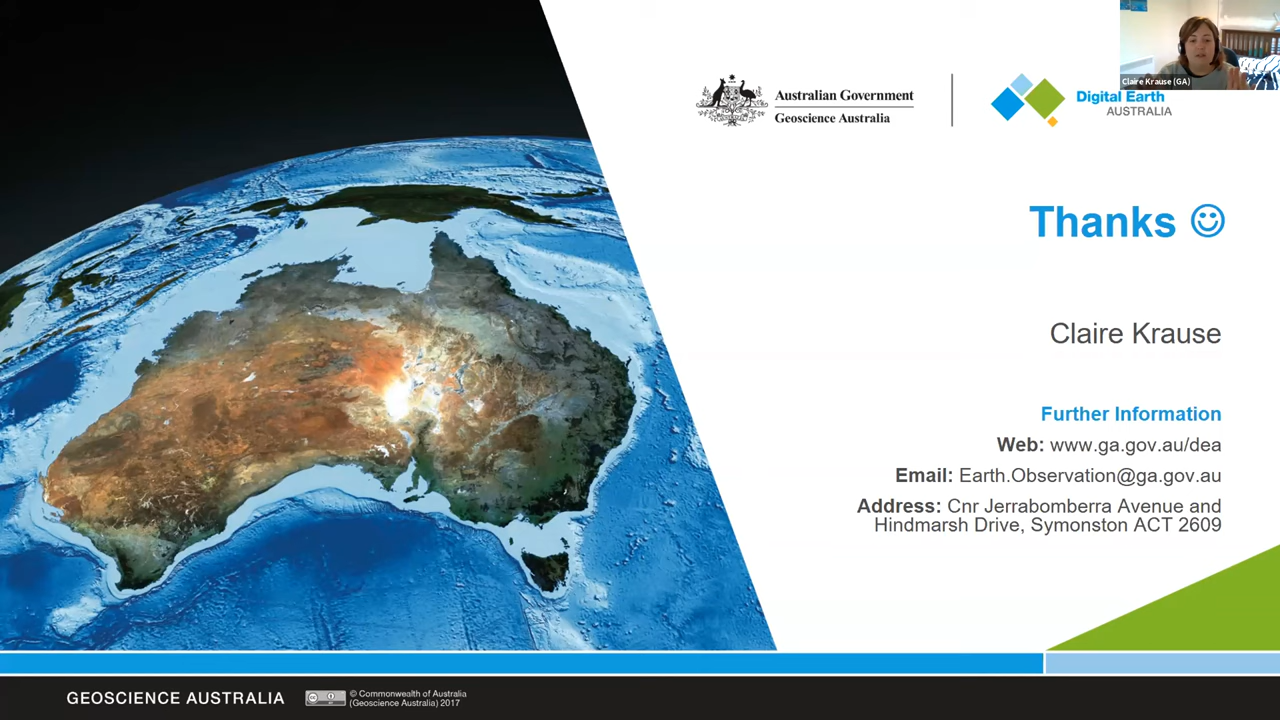 Claire Krause (GA)
Australian Government
Geoscience Australia
Digital Earth
AUSTRALIA
Thanks ☺
Claire Krause
Further Information
Web: www.ga.gov.au/dea
Email: Earth.Observation@ga.gov.au
Address: Cnr Jerrabomberra Avenue and
Hindmarsh Drive, Symonston ACT 2609
GEOSCIENCE AUSTRALIA
© Commonwealth of Australia
(Geoscience Australia) 2017